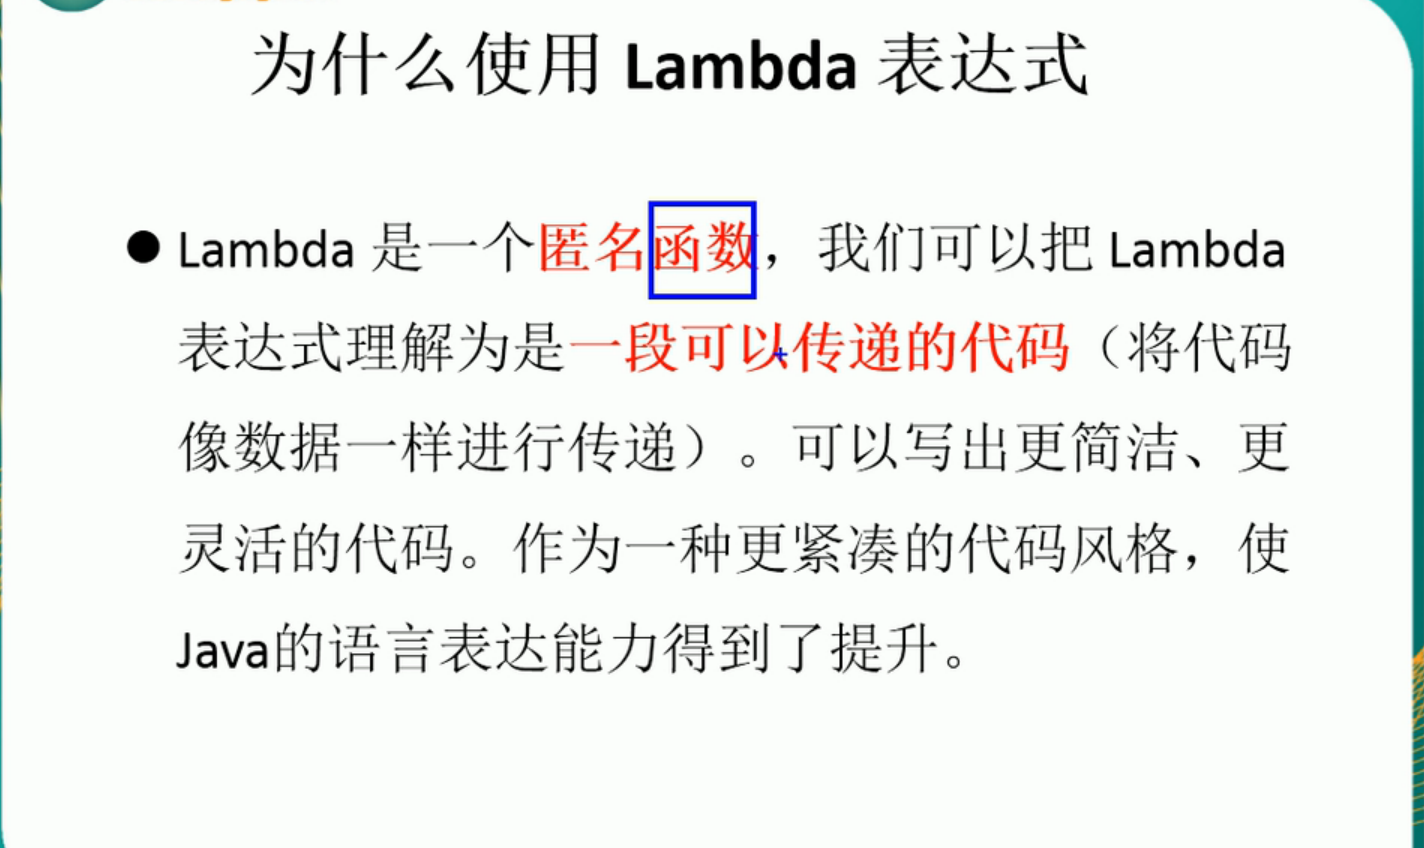 为什么使用 Lambda 表达式
● Lambda 是一个匿名函数，我们可以把 Lambda
表达式理解为是一段可以传递的代码（将代码
像数据一样进行传递）。可以写出更简洁、更
灵活的代码。作为一种更紧凑的代码风格，使
Java的语言表达能力得到了提升。